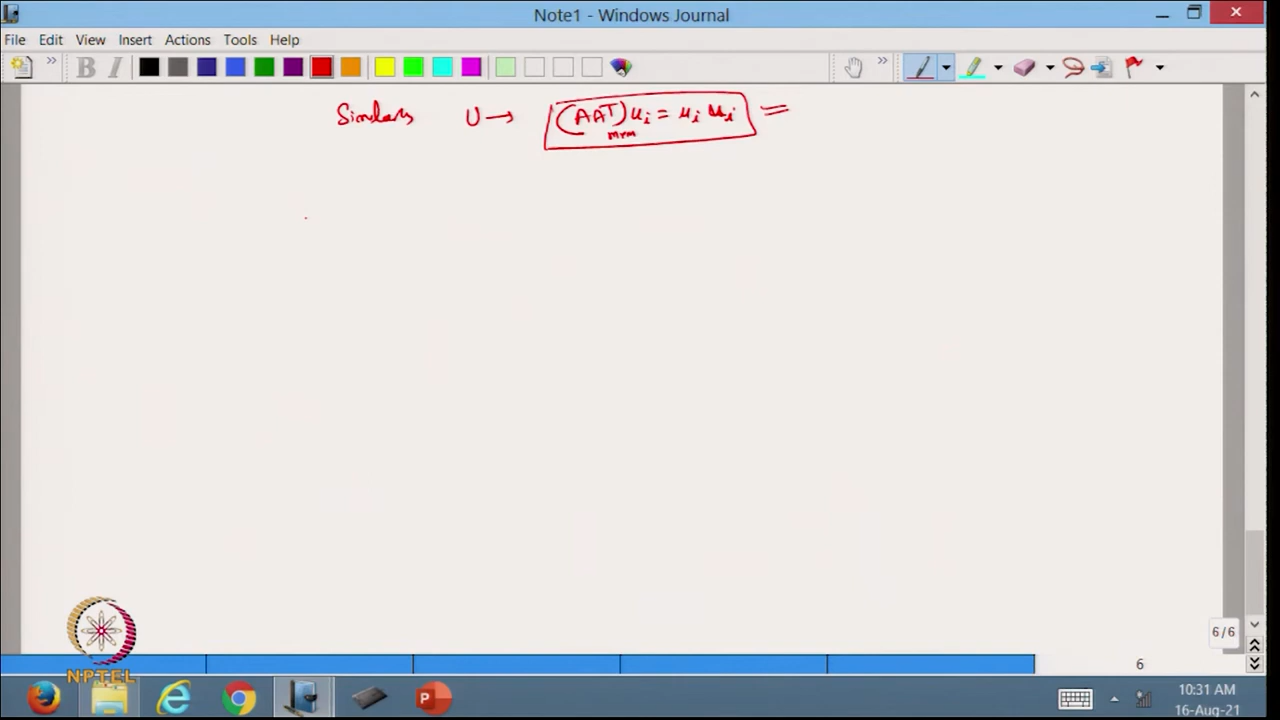 Note1 - Windows Journal
File Edit View Insert Actions Tools Help
B I
Similarly U → (AAT)ui = μi ui =
m×m
6/6
6
NPTEL
10:31 AM
16-Aug-21